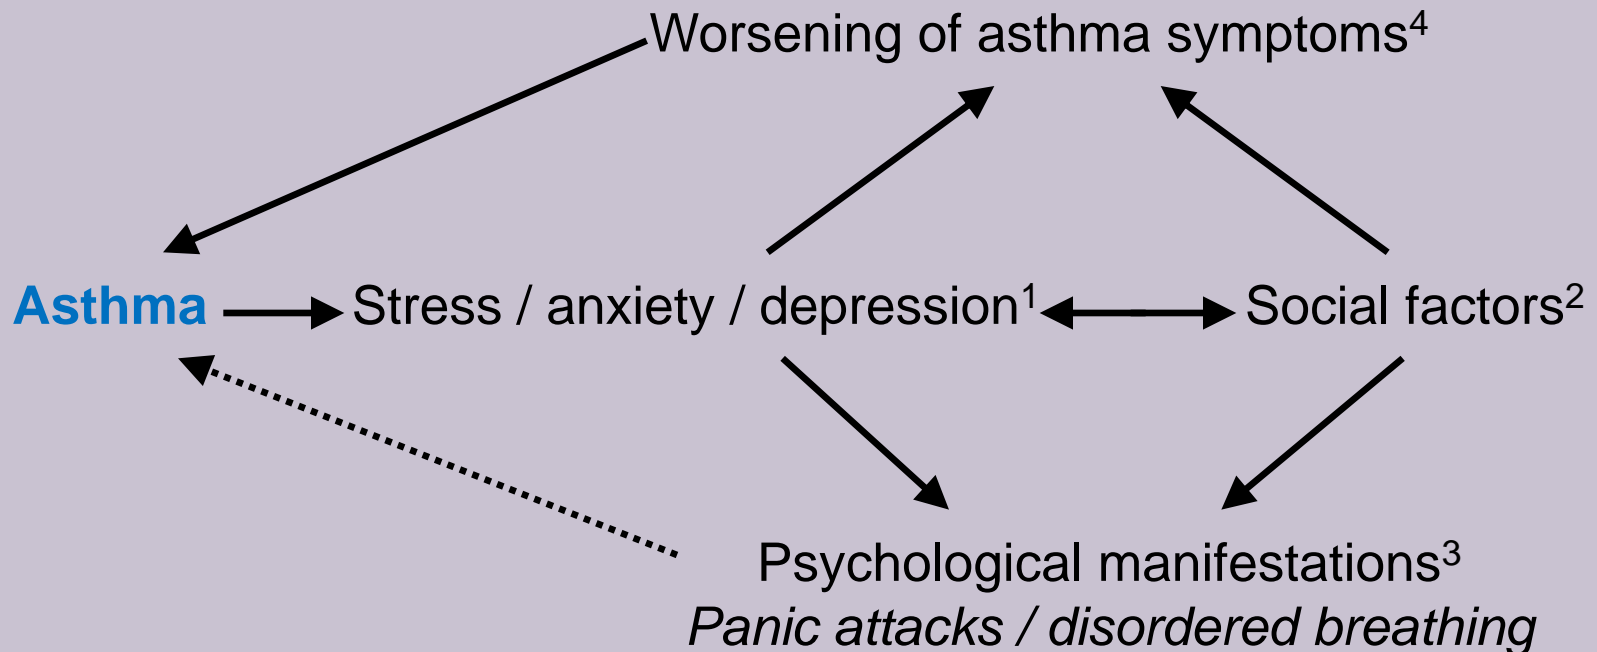 Worsening of asthma symptoms⁴
Asthma Stress / anxiety / depression¹ Social factors²
Psychological manifestations³
Panic attacks / disordered breathing